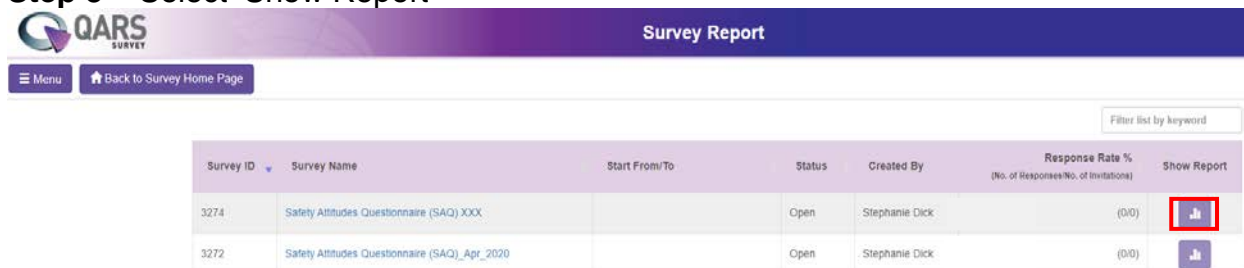 Step 3 – Select 'Show Report'
QARS
SURVEY
Survey Report
Menu
Back to Survey Home Page
Filter list by keyword
Survey ID Survey Name Start From/To Status Created By Response Rate % (No. of Responses/No. of Invitations) Show Report
3274 Safety Attitudes Questionnaire (SAQ) XXX Open Stephanie Dick (0/0)
3272 Safety Attitudes Questionnaire (SAQ)_Apr_2020 Open Stephanie Dick (0/0)